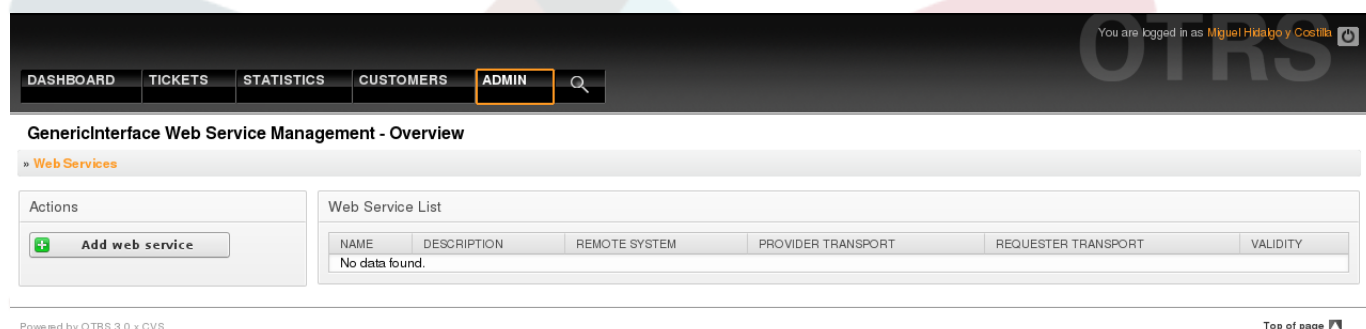 OTRS
You are logged in as Miguel Hidalgo y Costilla
DASHBOARD TICKETS STATISTICS CUSTOMERS ADMIN
GenericInterface Web Service Management - Overview
» Web Services
Actions
Add web service
Web Service List
NAME DESCRIPTION REMOTE SYSTEM PROVIDER TRANSPORT REQUESTER TRANSPORT VALIDITY
No data found.
Powered by OTRS 3.0.x CVS
Top of page